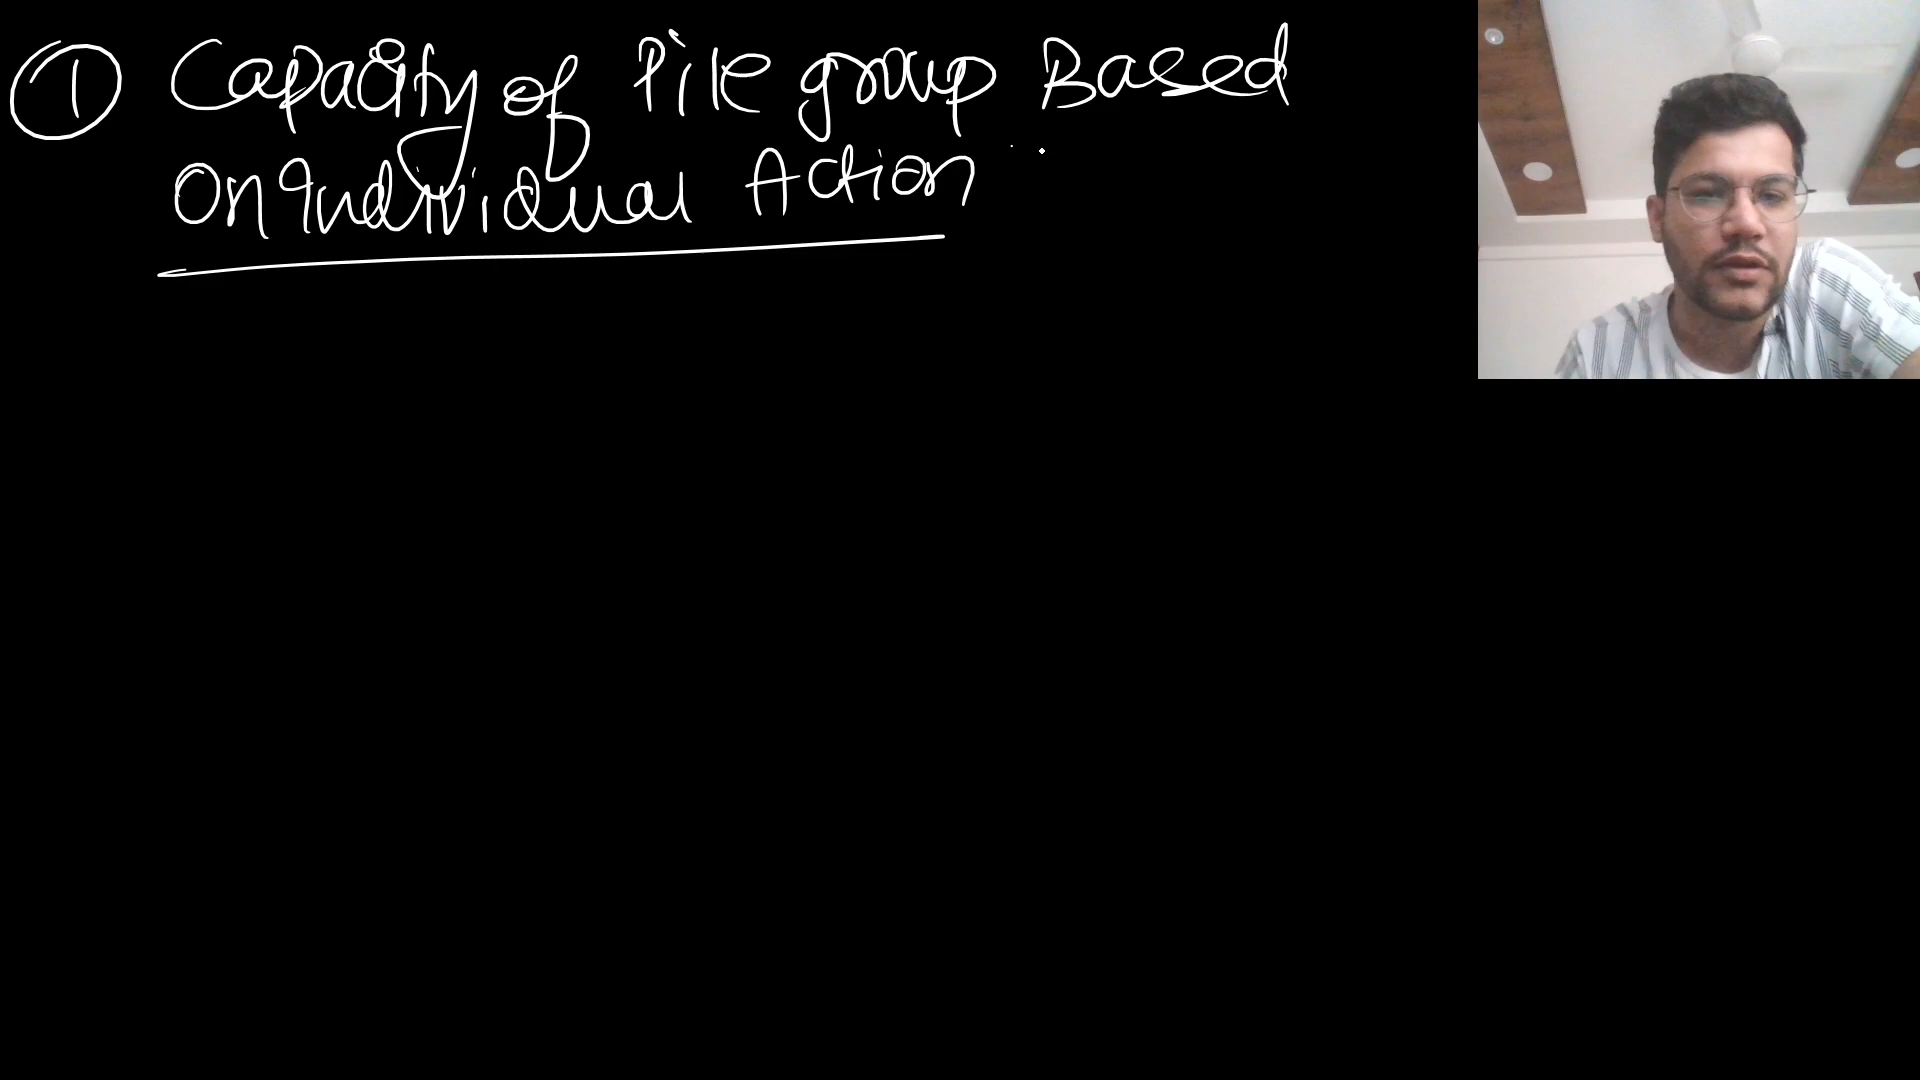 ① Capacity of Pile group Based
On Individual Action